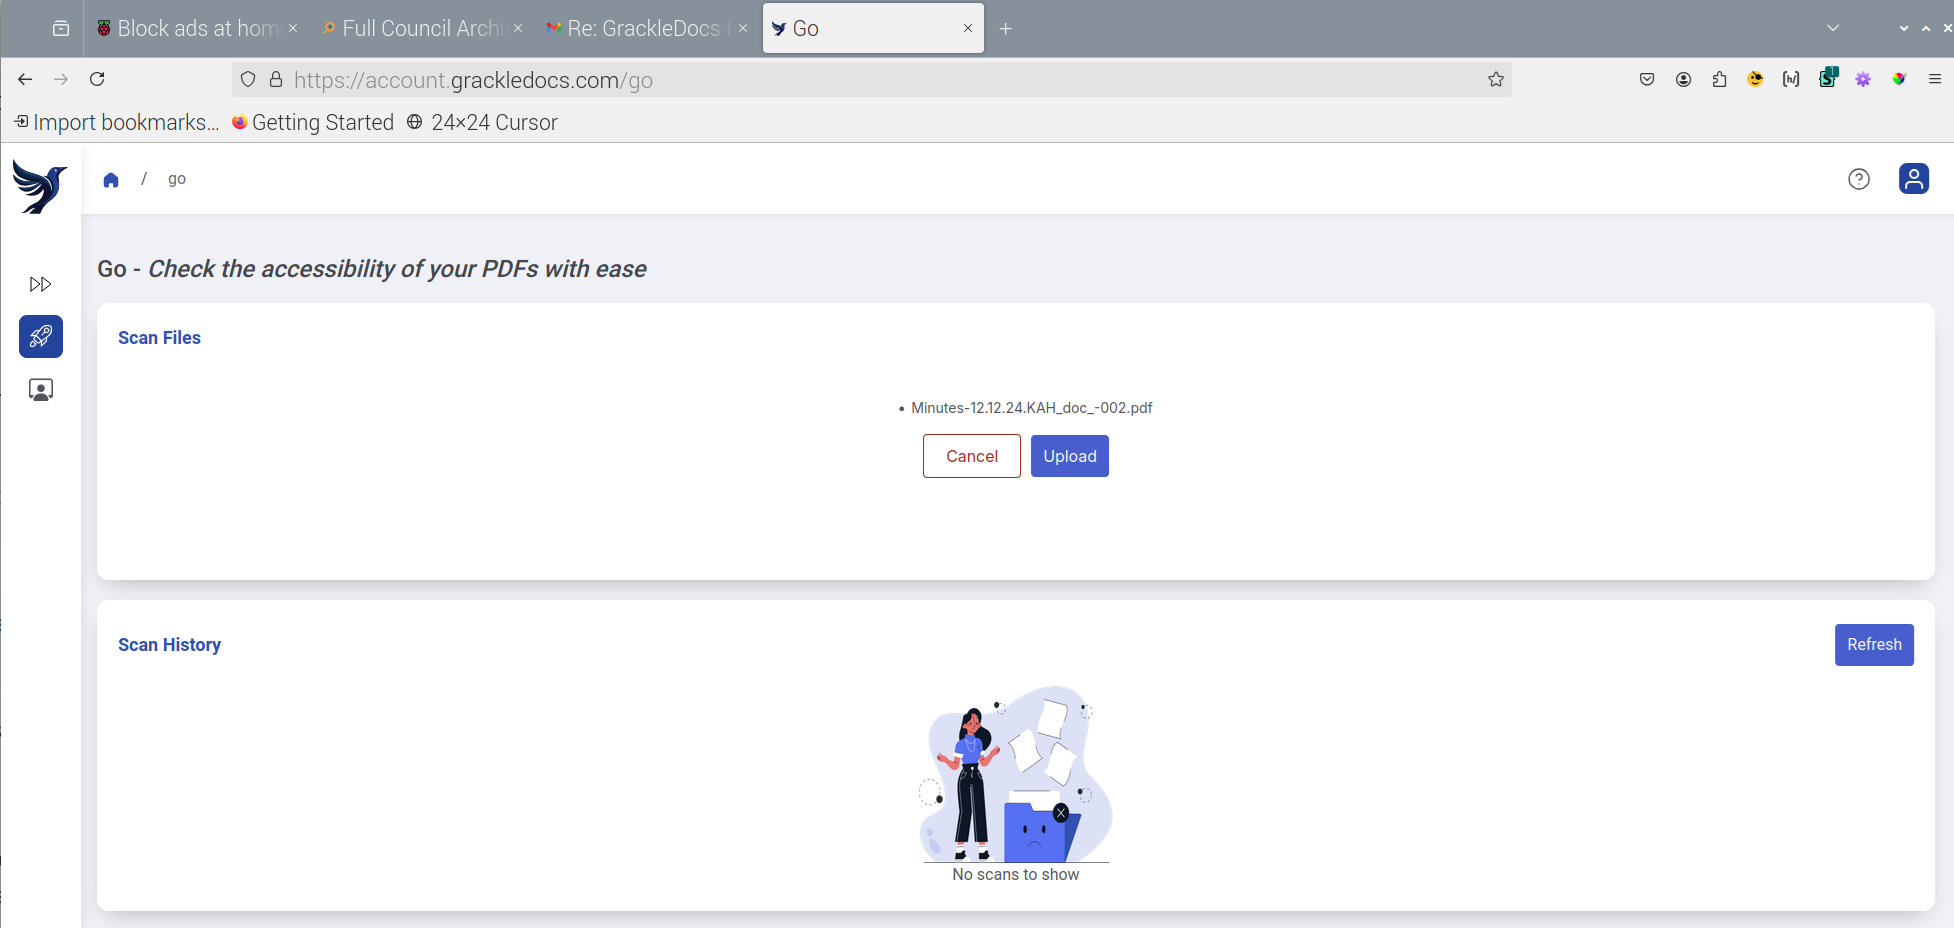 Block ads at hom
Full Council Archi
Re: GrackleDocs f
Go
https://account.grackledocs.com/go
Import bookmarks...
Getting Started
24×24 Cursor
/ go
Go - Check the accessibility of your PDFs with ease
Scan Files
• Minutes-12.12.24.KAH_doc_-002.pdf
Cancel
Upload
Scan History
Refresh
No scans to show